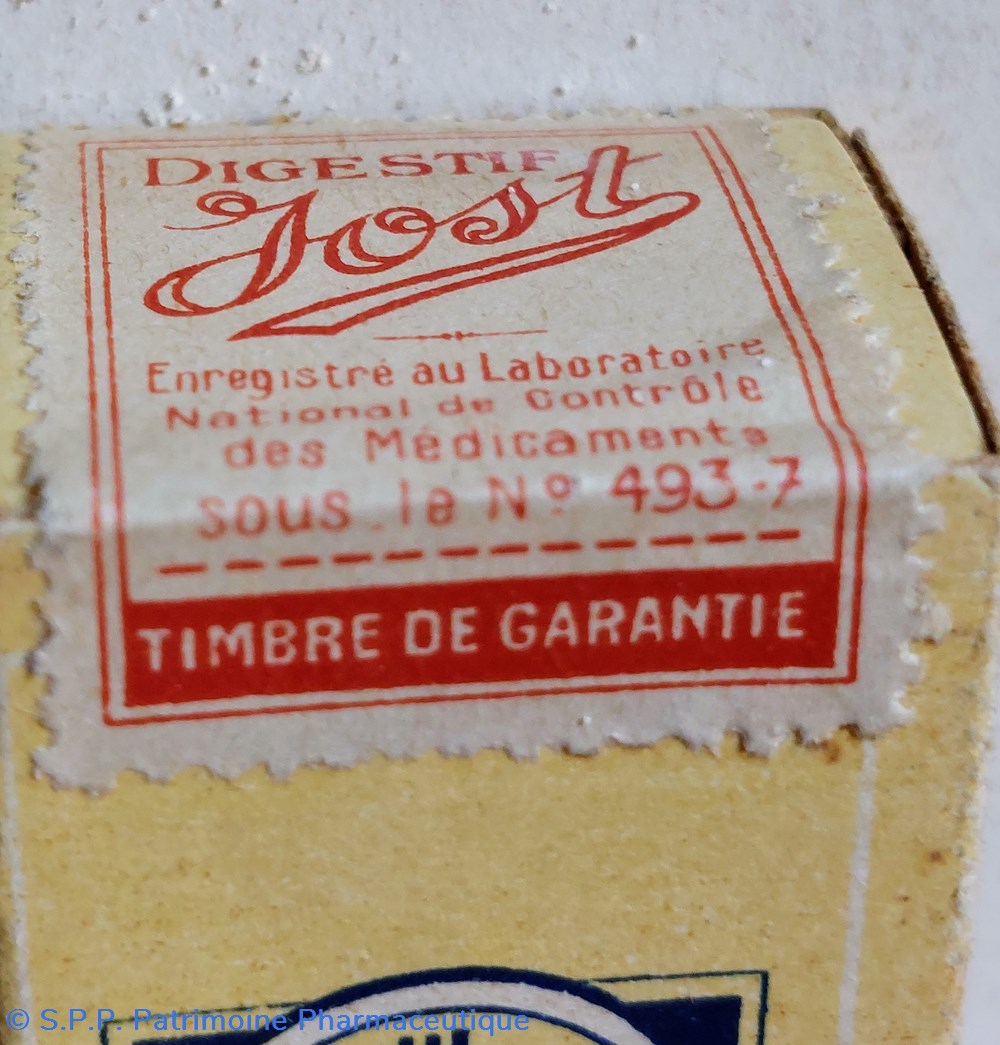 DIGESTIF
Jost
Enregistré au Laboratoire
National de Contrôle
des Médicaments
sous le Nº 493-7
TIMBRE DE GARANTIE
© S.P.P. Patrimoine Pharmaceutique